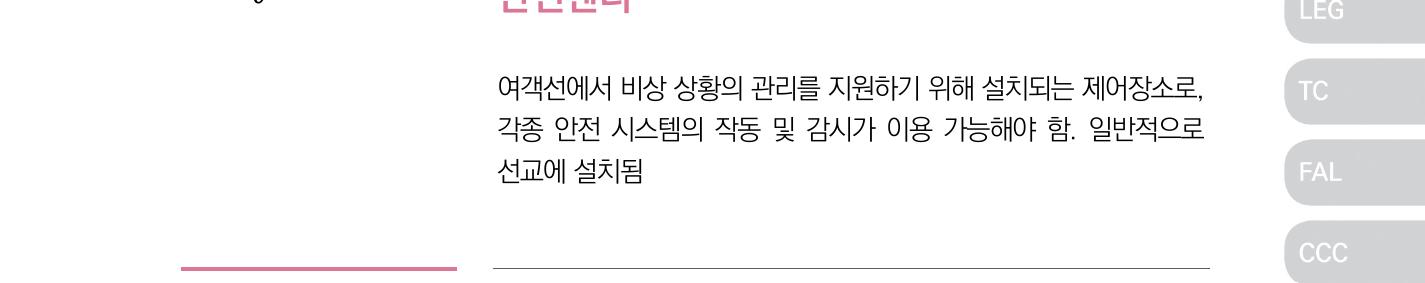 LEG
여객선에서 비상 상황의 관리를 지원하기 위해 설치되는 제어장소로,
각종 안전 시스템의 작동 및 감시가 이용 가능해야 함. 일반적으로
선교에 설치됨
TC
FAL
CCC